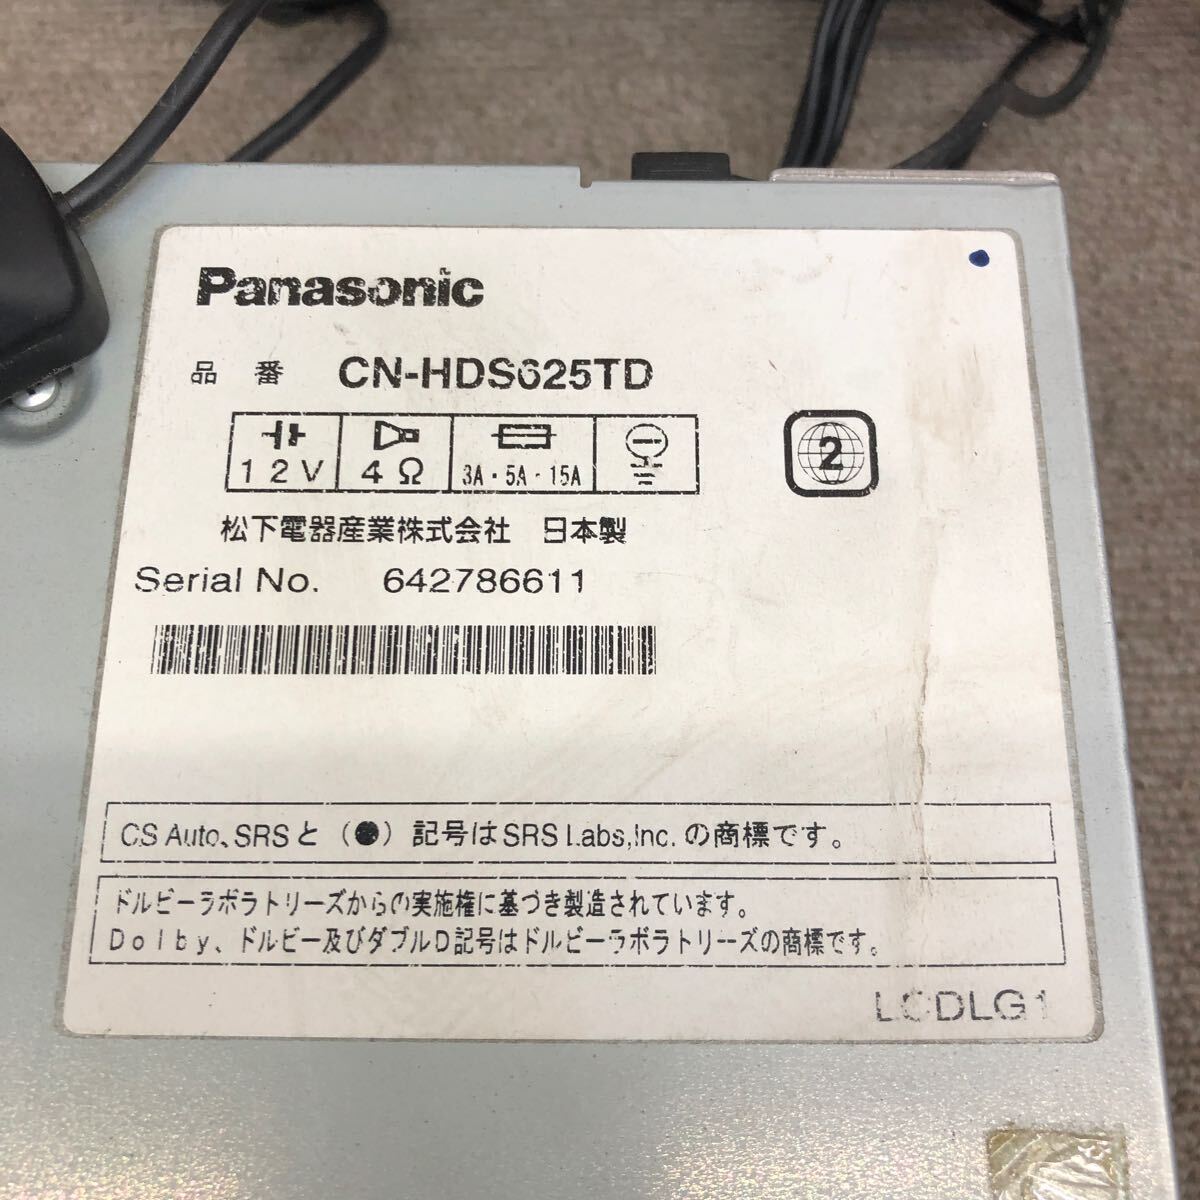 Panasonic
品番 CN-HDS625TD
12V 4Ω 3A・5A・15A
2
松下電器産業株式会社 日本製
Serial No. 642786611
CS Auto、SRSと（●）記号はSRS Labs,Inc.の商標です。
ドルビーラボラトリーズからの実施権に基づき製造されています。
Dolby、ドルビー及びダブルD記号はドルビーラボラトリーズの商標です。
LCDLG1